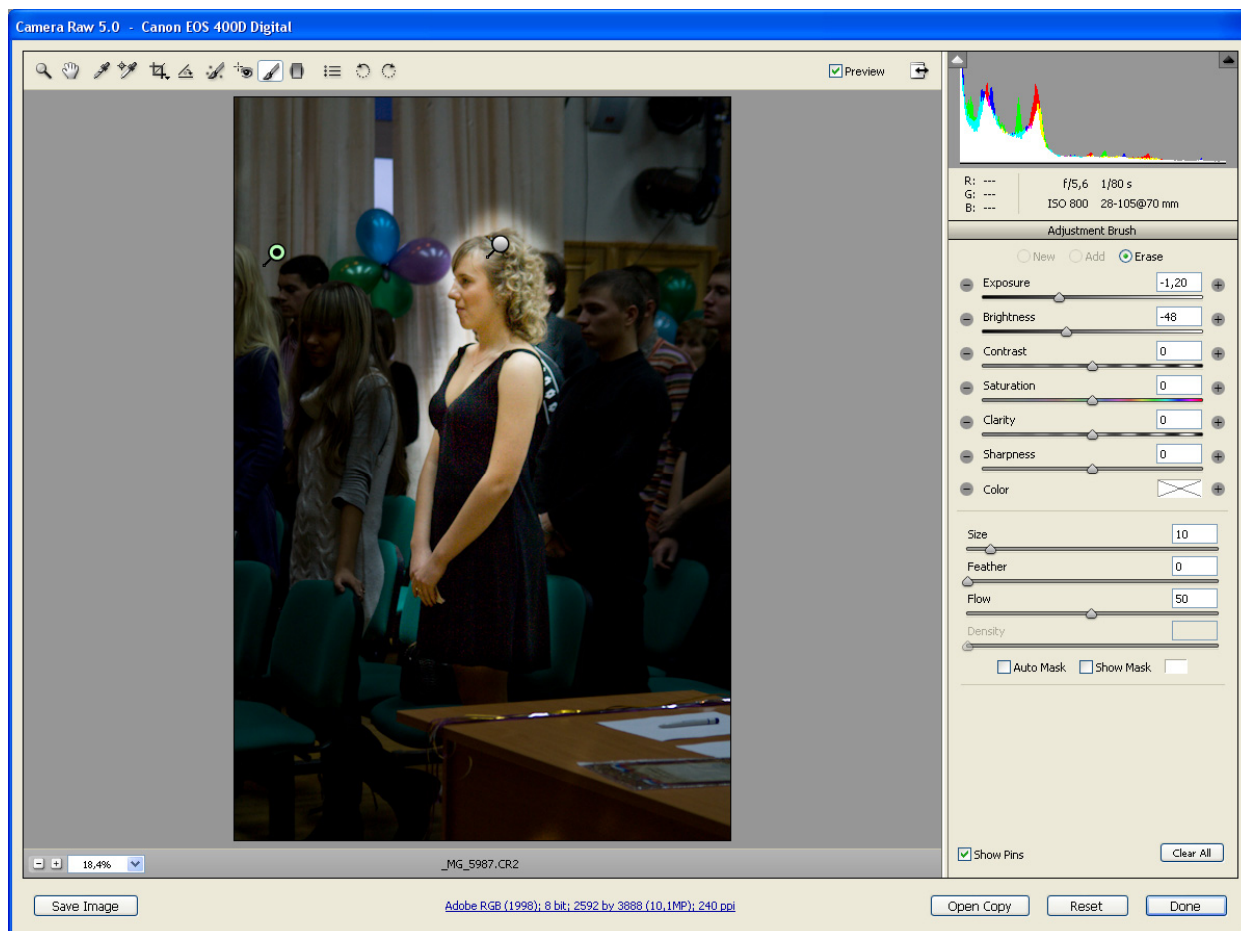 Camera Raw 5.0 - Canon EOS 400D Digital
Preview
R: ---
G: ---
B: ---
f/5,6 1/80 s
ISO 800 28-105@70 mm
Adjustment Brush
New Add Erase
Exposure -1,20
Brightness -48
Contrast 0
Saturation 0
Clarity 0
Sharpness 0
Color
Size 10
Feather 0
Flow 50
Density
Auto Mask Show Mask
Show Pins Clear All
18,4% _MG_5987.CR2
Save Image Adobe RGB (1998); 8 bit; 2592 by 3888 (10,1MP); 240 ppi Open Copy Reset Done